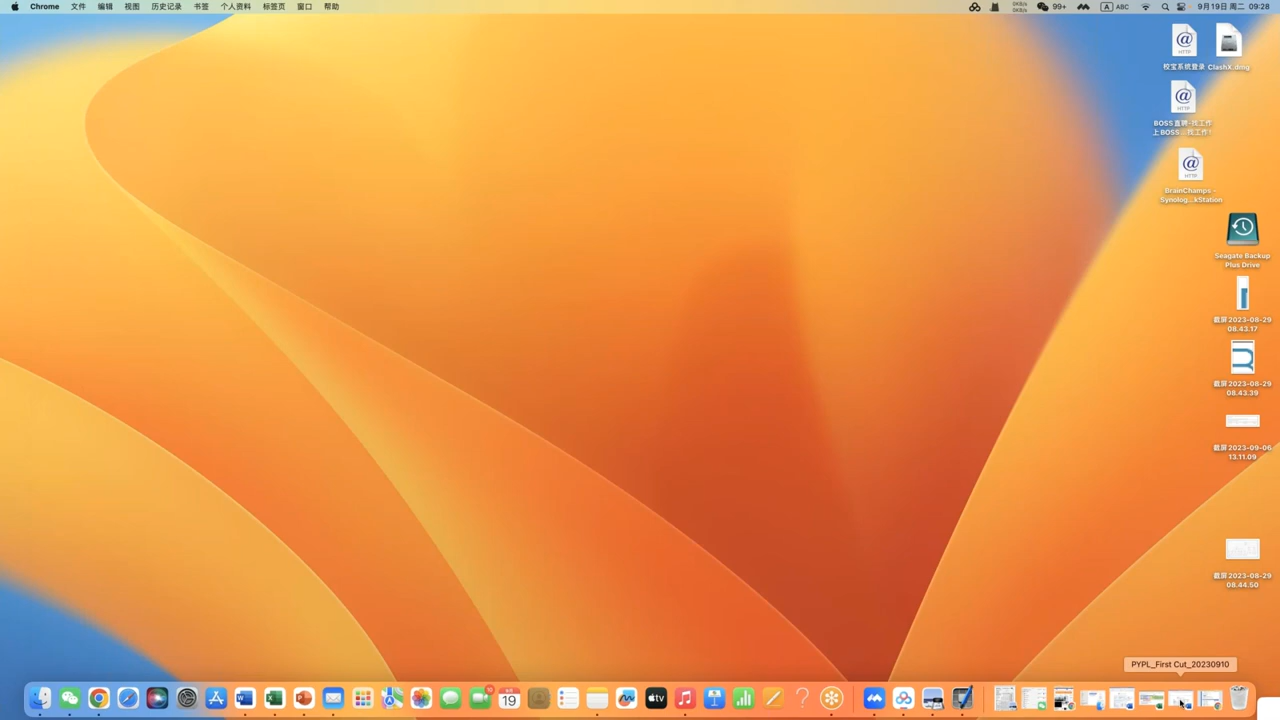 Chrome 文件 编辑 视图 历史记录 书签 个人资料 标签页 窗口 帮助
0KB/s
0KB/s
99+
A ABC
9月19日 周二 09:28
校宝系统登录
ClashX.dmg
HTTP
BOSS直聘-找工作
上BOSS...找工作!
HTTP
BrainChamps -
Synolog...kStation
HTTP
Seagate Backup
Plus Drive
截屏2023-08-29
08.43.17
截屏2023-08-29
08.43.39
截屏2023-09-06
13.11.09
截屏2023-08-29
08.44.50
PYPL_First Cut_20230910
19
tv